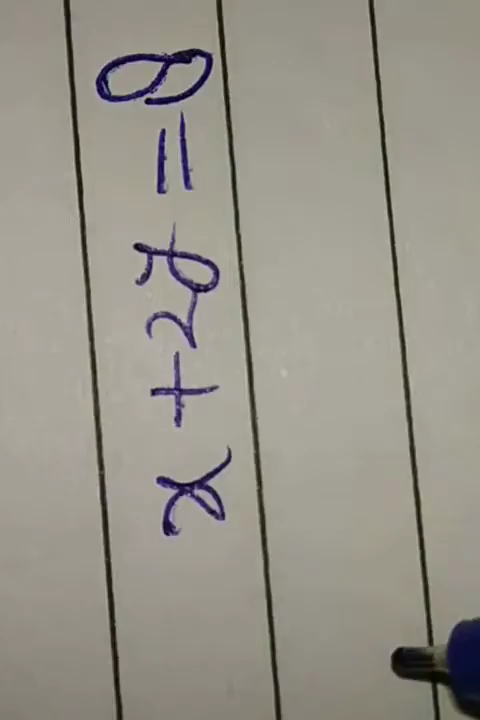 x + 2y = 8